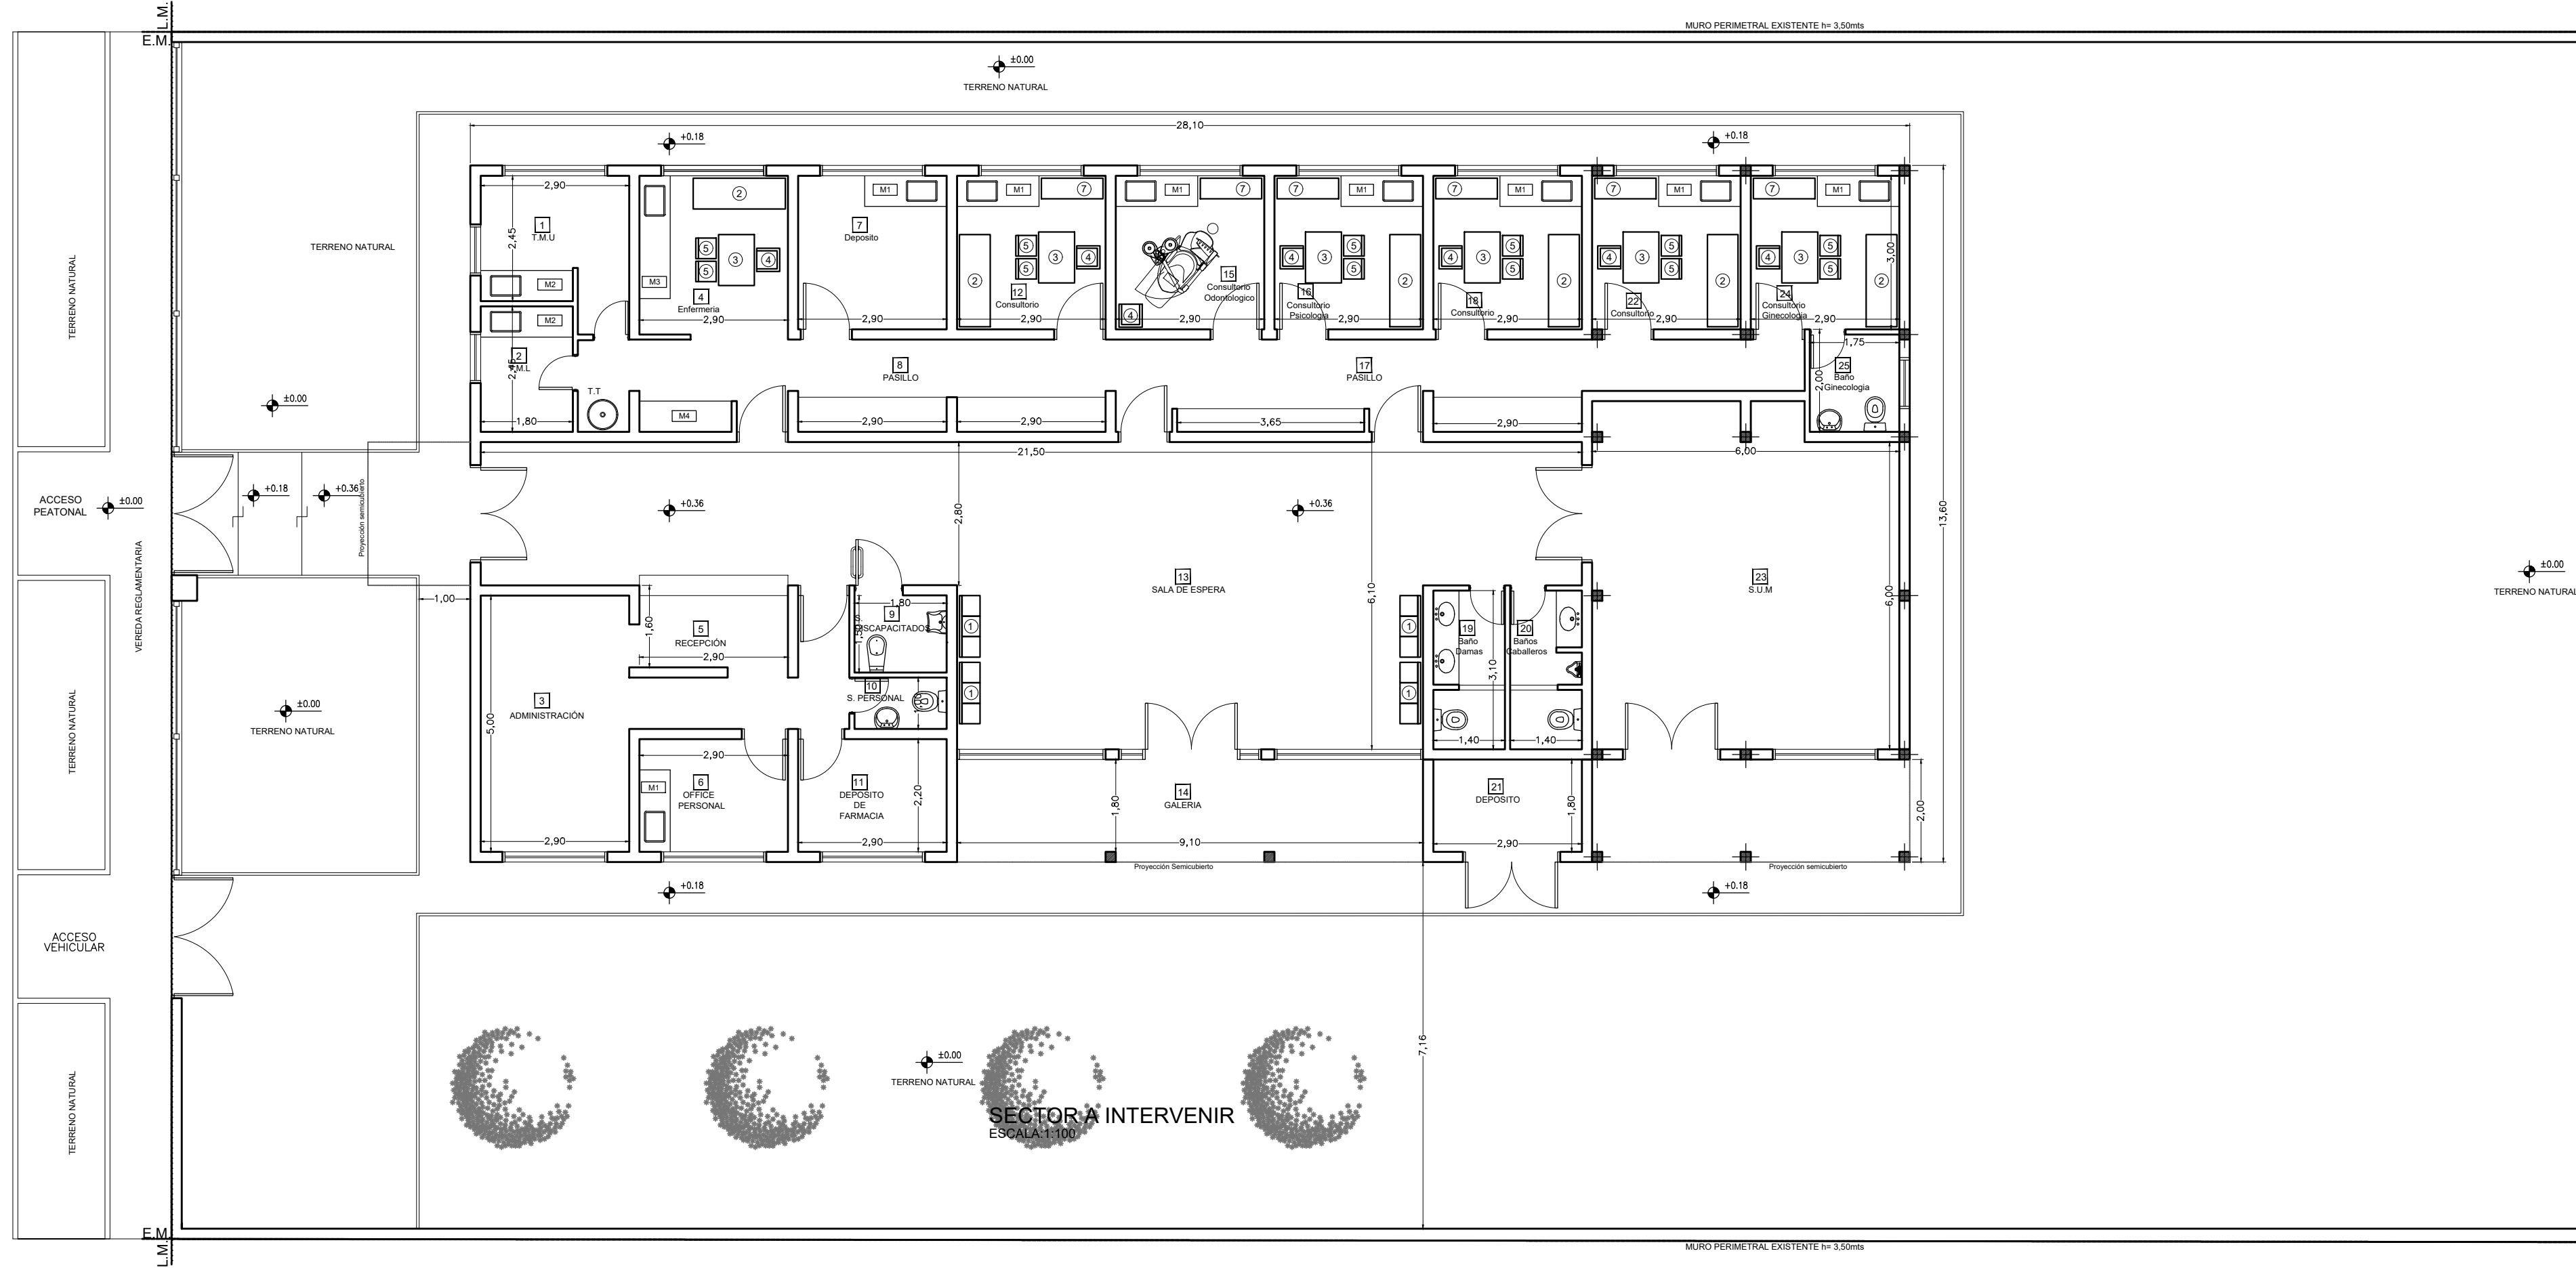 MURO PERIMETRAL EXISTENTE h= 3,50mts
L.M.
E.M.
±0.00
TERRENO NATURAL
28,10
+0.18
+0.18
2,90
2,45
1
T.M.U
M2
M2
2
T.M.L
2,45
1,80
T.T
2
M3
5
5
3
4
4
Enfermeria
2,90
M4
M1
7
Deposito
2,90
M1
7
5
5
3
4
2
12
Consultorio
2,90
M1
7
15
Consultorio
Odontologico
4
2,90
7
M1
4
3
5
5
2
16
Consultorio
Psicologia
2,90
7
M1
4
3
5
5
2
18
Consultorio
2,90
7
M1
4
3
5
5
2
22
Consultorio
2,90
7
M1
4
3
5
5
2
3,00
24
Consultorio
Ginecologia
2,90
1,75
2,00
25
Baño
Ginecologia
8
PASILLO
17
PASILLO
2,90
2,90
3,65
2,90
21,50
6,00
13,60
TERRENO NATURAL
TERRENO NATURAL
±0.00
ACCESO
PEATONAL
±0.00
VEREDA REGLAMENTARIA
+0.18
+0.36
Proyección semicubierto
1,00
+0.36
2,80
+0.36
13
SALA DE ESPERA
6,10
23
S.U.M
6,00
±0.00
TERRENO NATURAL
1,60
5
RECEPCIÓN
2,90
1,80
9
S.
DISCAPACITADOS
10
S. PERSONAL
1
1
1
1
19
Baño
Damas
20
Baños
Caballeros
3,10
1,40
1,40
3
ADMINISTRACIÓN
5,00
2,90
2,90
M1
6
OFFICE
PERSONAL
11
DEPOSITO
DE
FARMACIA
2,20
2,90
1,80
14
GALERIA
9,10
21
DEPOSITO
1,80
2,90
2,00
Proyección Semicubierto
Proyección semicubierto
TERRENO NATURAL
±0.00
TERRENO NATURAL
+0.18
+0.18
ACCESO
VEHICULAR
7,16
TERRENO NATURAL
±0.00
TERRENO NATURAL
SECTOR A INTERVENIR
ESCALA:1:100
E.M.
L.M.
MURO PERIMETRAL EXISTENTE h= 3,50mts